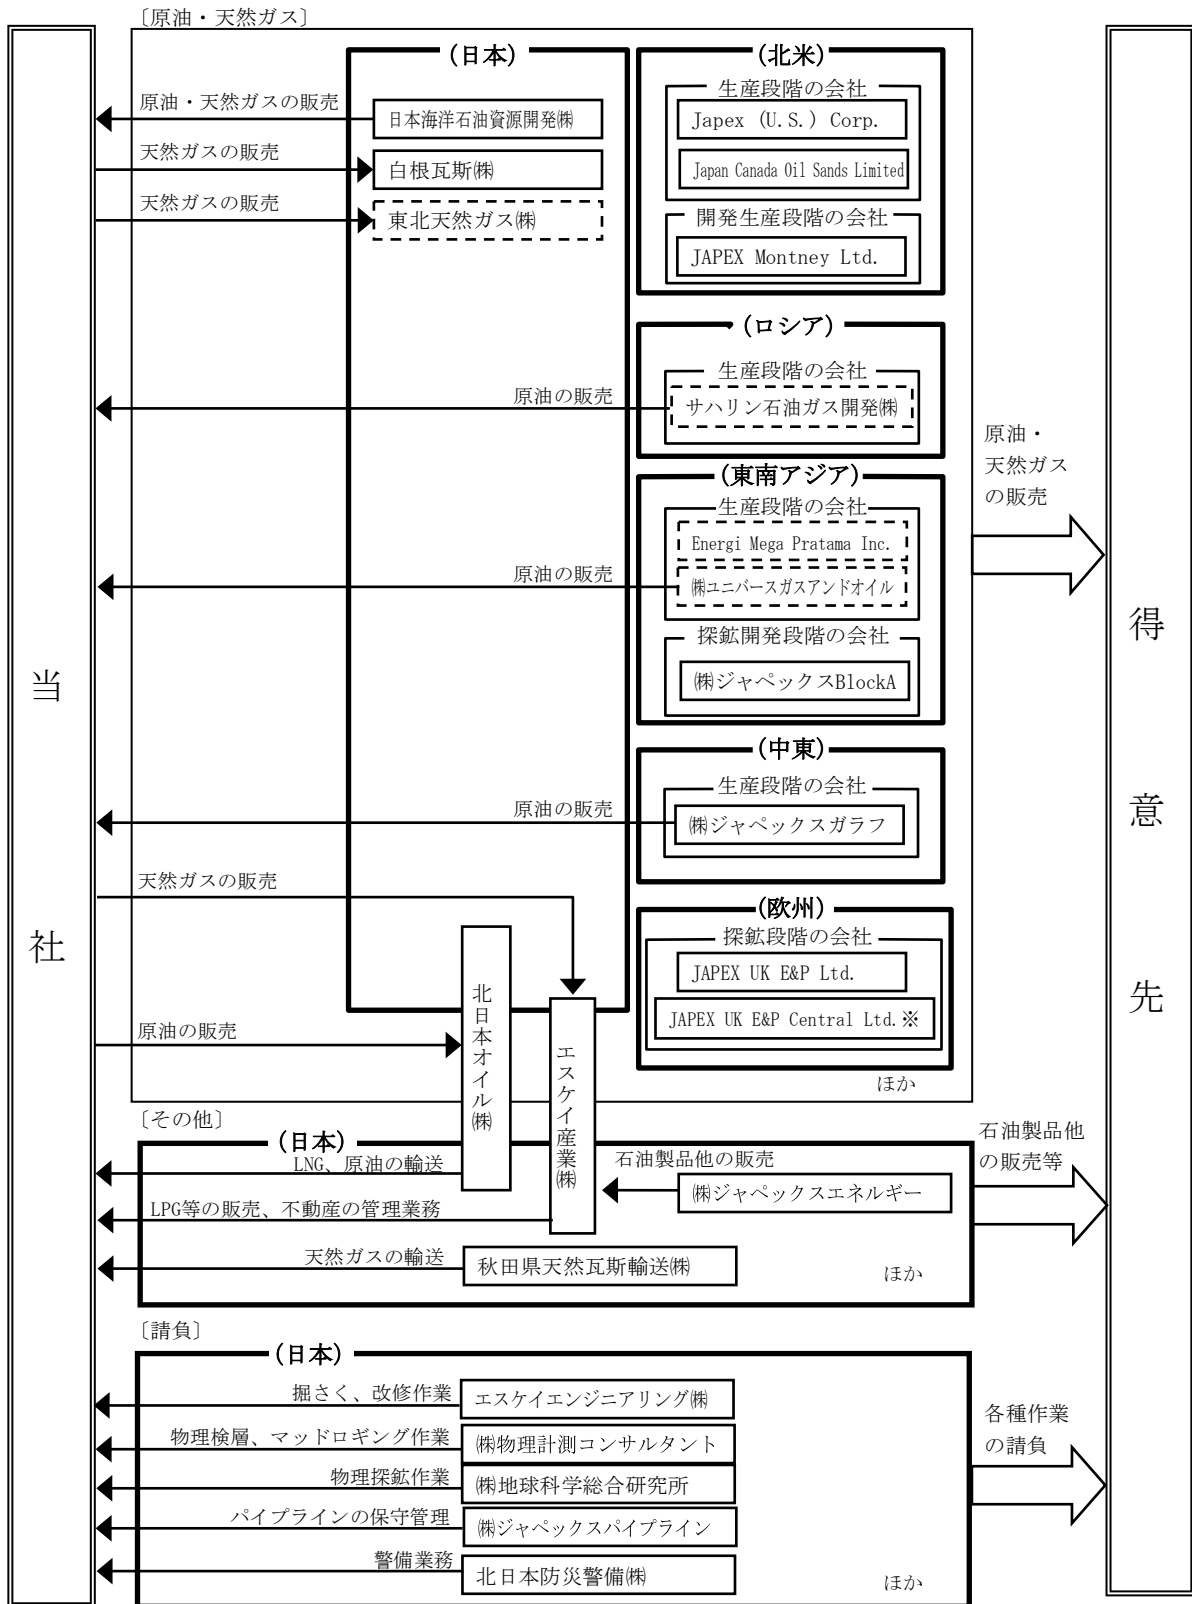 〔原油・天然ガス〕
(日本)
(北米)
生産段階の会社
原油・天然ガスの販売
日本海洋石油資源開発㈱
Japex (U.S.) Corp.
天然ガスの販売
白根瓦斯㈱
Japan Canada Oil Sands Limited
天然ガスの販売
東北天然ガス㈱
開発生産段階の会社
JAPEX Montney Ltd.
(ロシア)
生産段階の会社
原油の販売
サハリン石油ガス開発㈱
原油・
天然ガス
の販売
(東南アジア)
生産段階の会社
Energi Mega Pratama Inc.
原油の販売
㈱ユニバースガスアンドオイル
探鉱開発段階の会社
㈱ジャペックスBlockA
当社
得意先
(中東)
生産段階の会社
原油の販売
㈱ジャペックスガラフ
天然ガスの販売
(欧州)
探鉱段階の会社
JAPEX UK E&P Ltd.
JAPEX UK E&P Central Ltd.※
原油の販売
北日本オイル㈱
エスケイ産業㈱
ほか
〔その他〕
(日本)
石油製品他
の販売等
LNG、原油の輸送
石油製品他の販売
㈱ジャペックスエネルギー
LPG等の販売、不動産の管理業務
天然ガスの輸送
秋田県天然瓦斯輸送㈱
ほか
〔請負〕
(日本)
掘さく、改修作業
エスケイエンジニアリング㈱
各種作業
の請負
物理検層、マッドロギング作業
㈱物理計測コンサルタント
物理探鉱作業
㈱地球科学総合研究所
パイプラインの保守管理
㈱ジャペックスパイプライン
警備業務
北日本防災警備㈱
ほか